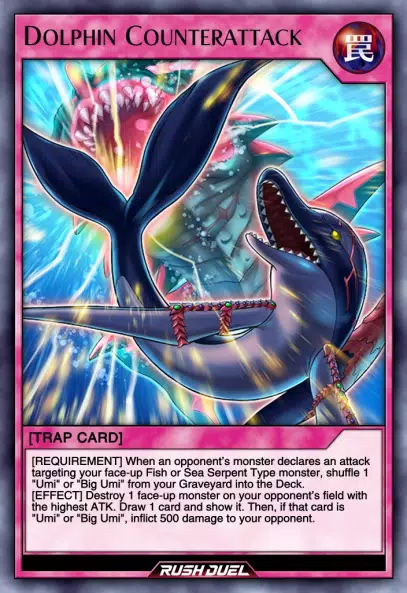 DOLPHIN COUNTERATTACK
罠
[TRAP CARD]
[REQUIREMENT] When an opponent's monster declares an attack
targeting your face-up Fish or Sea Serpent Type monster, shuffle 1
"Umi" or "Big Umi" from your Graveyard into the Deck.
[EFFECT] Destroy 1 face-up monster on your opponent's field with
the highest ATK. Draw 1 card and show it. Then, if that card is
"Umi" or "Big Umi", inflict 500 damage to your opponent.
RUSH DUEL